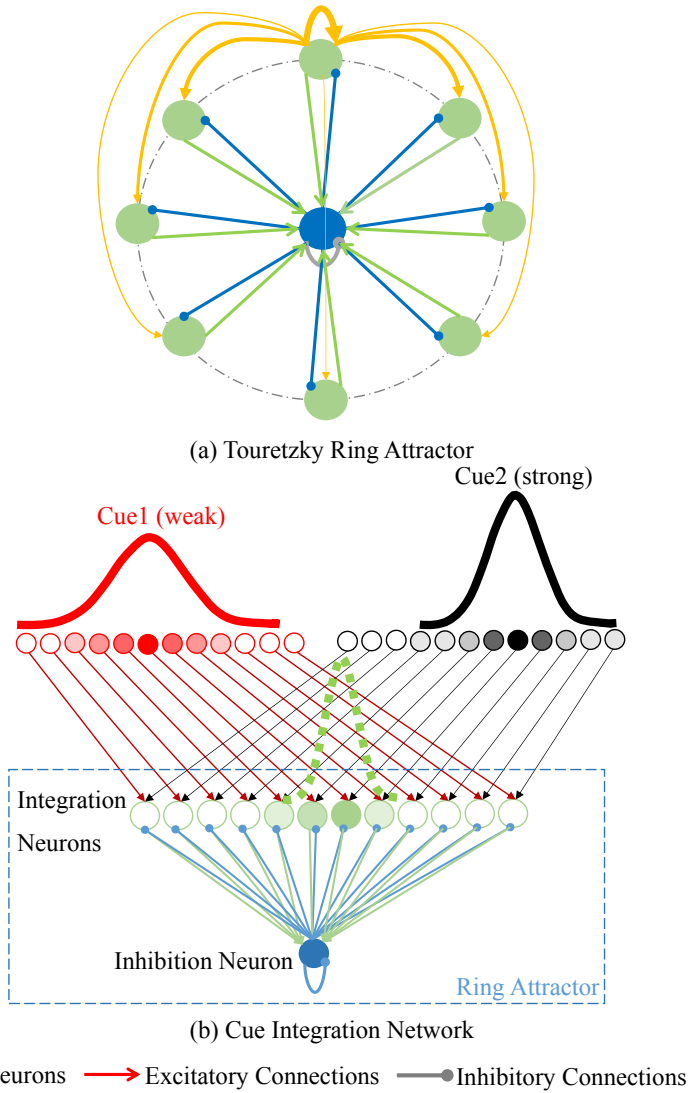 (a) Touretzky Ring Attractor
Cue2 (strong)
Cue1 (weak)
Integration
Neurons
Inhibition Neuron
Ring Attractor
(b) Cue Integration Network
eurons Excitatory Connections Inhibitory Connections